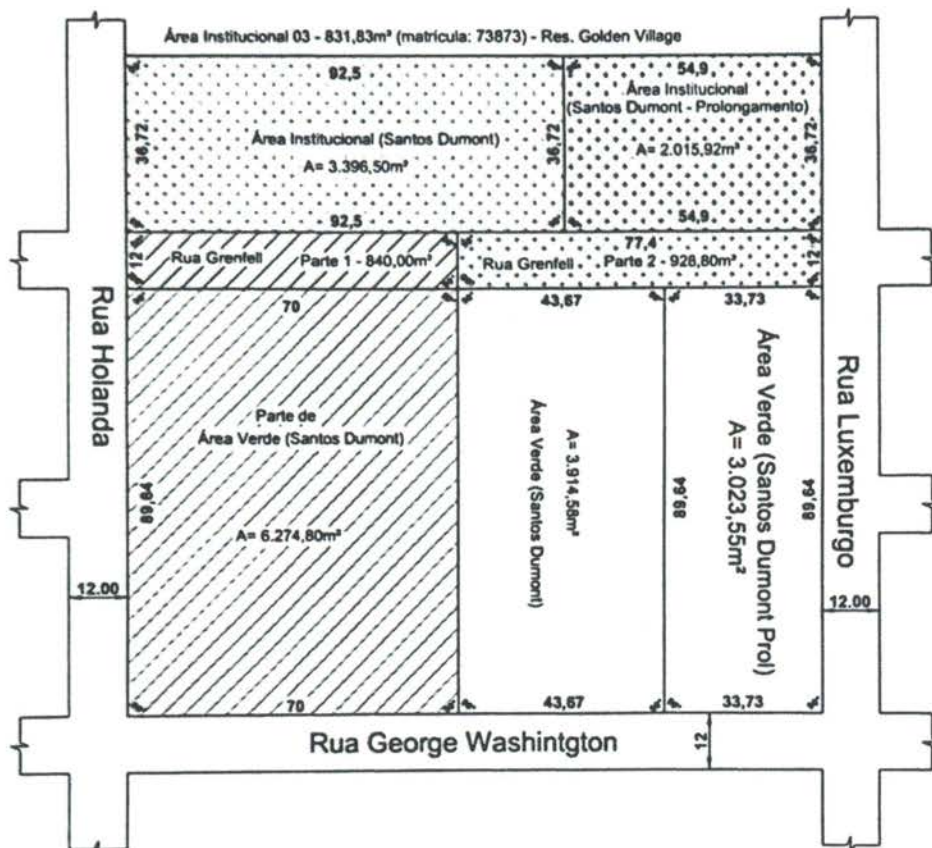 Área Institucional 03 - 831,83m² (matrícula: 73873) - Res. Golden Village
92,5
54,9
Área Institucional
(Santos Dumont - Prolongamento)
A= 2.015,92m²
36,72
36,72
36,72
Área Institucional (Santos Dumont)
A= 3.396,50m²
92,5
54,9
12
Rua Grenfell
Parte 1 - 840,00m²
77,4
Rua Grenfell
Parte 2 - 928,80m²
12
70
43,67
33,73
Rua Holanda
Parte de
Área Verde (Santos Dumont)
A= 6.274,80m²
89,64
Área Verde (Santos Dumont)
A= 3.914,58m²
89,64
Área Verde (Santos Dumont Prol)
A= 3.023,55m²
89,64
Rua Luxemburgo
12.00
12.00
70
43,67
33,73
Rua George Washintgton
12